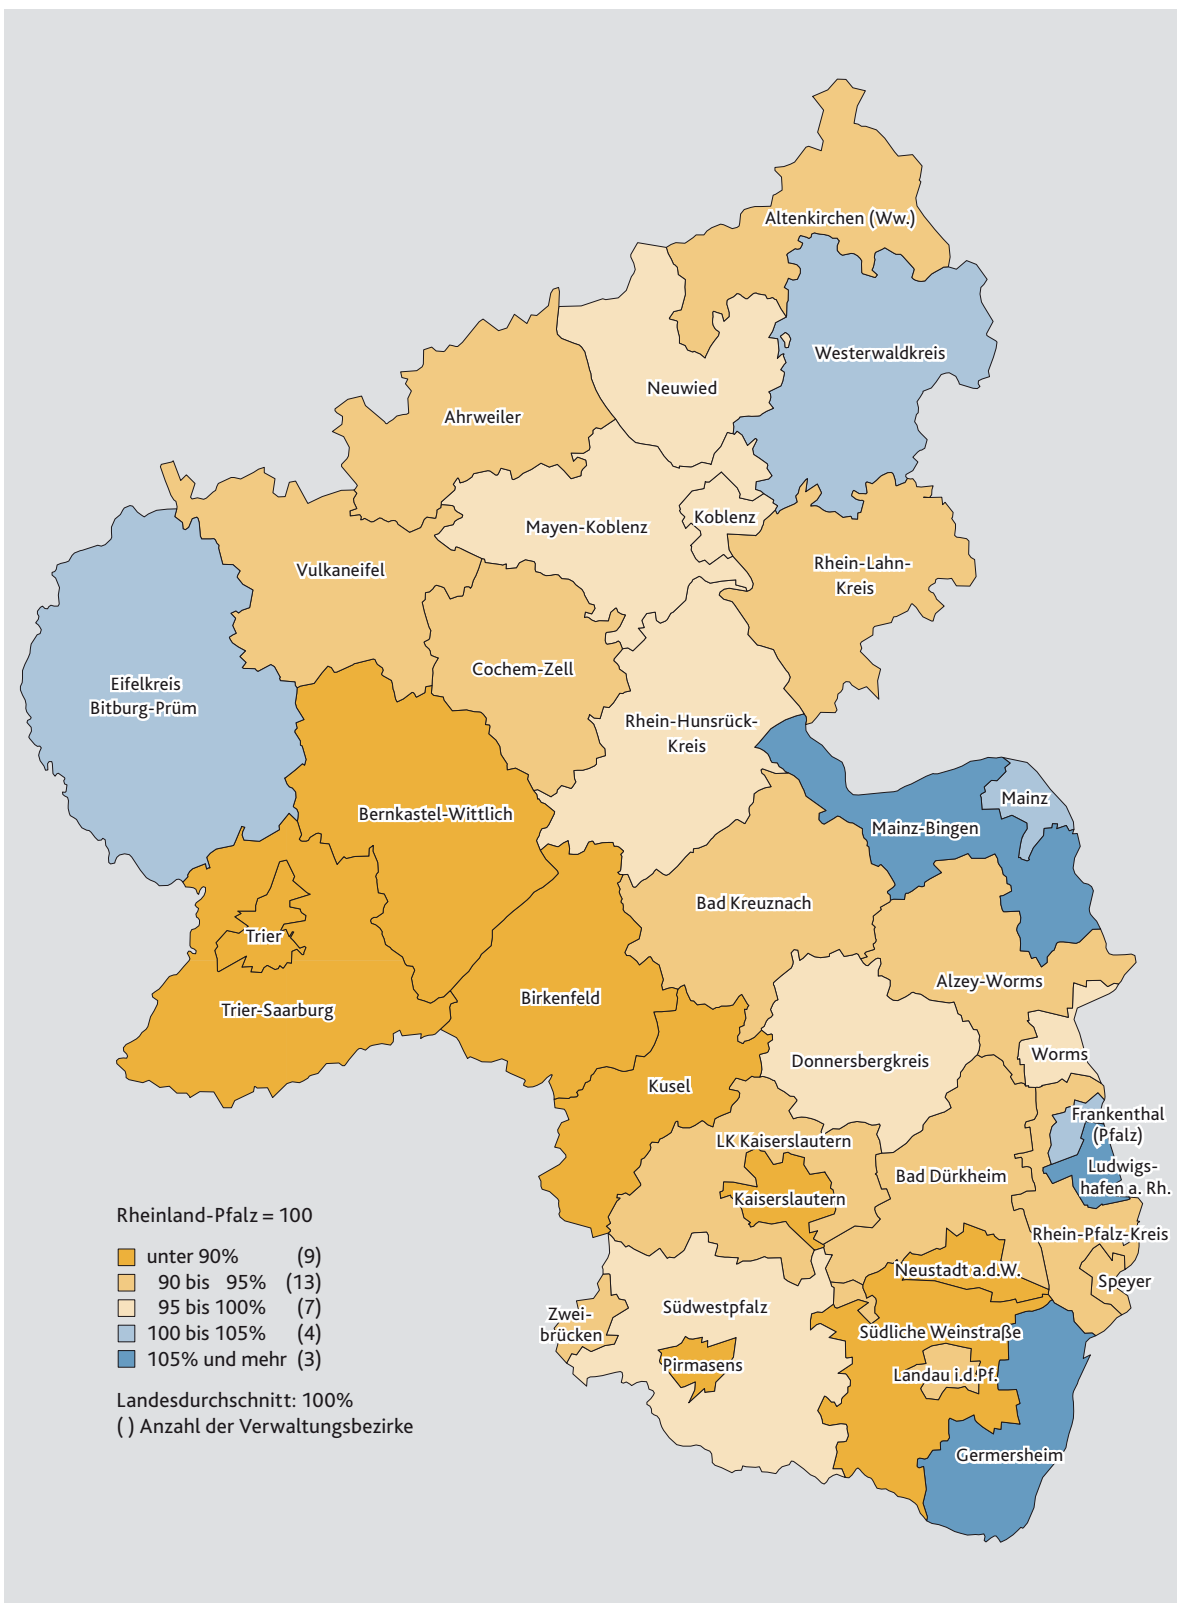 Altenkirchen (Ww.)
Westerwaldkreis
Neuwied
Ahrweiler
Koblenz
Mayen-Koblenz
Rhein-Lahn-
Kreis
Vulkaneifel
Cochem-Zell
Eifelkreis
Bitburg-Prüm
Rhein-Hunsrück-
Kreis
Mainz
Bernkastel-Wittlich
Mainz-Bingen
Bad Kreuznach
Trier
Alzey-Worms
Birkenfeld
Trier-Saarburg
Worms
Donnersbergkreis
Kusel
Frankenthal
(Pfalz)
LK Kaiserslautern
Ludwigs-
hafen a. Rh.
Bad Dürkheim
Kaiserslautern
Rhein-Pfalz-Kreis
Neustadt a.d.W.
Speyer
Südwestpfalz
Zwei-
brücken
Südliche Weinstraße
Pirmasens
Landau i.d.Pf.
Germersheim
Rheinland-Pfalz = 100
unter 90% (9)
90 bis 95% (13)
95 bis 100% (7)
100 bis 105% (4)
105% und mehr (3)
Landesdurchschnitt: 100%
( ) Anzahl der Verwaltungsbezirke